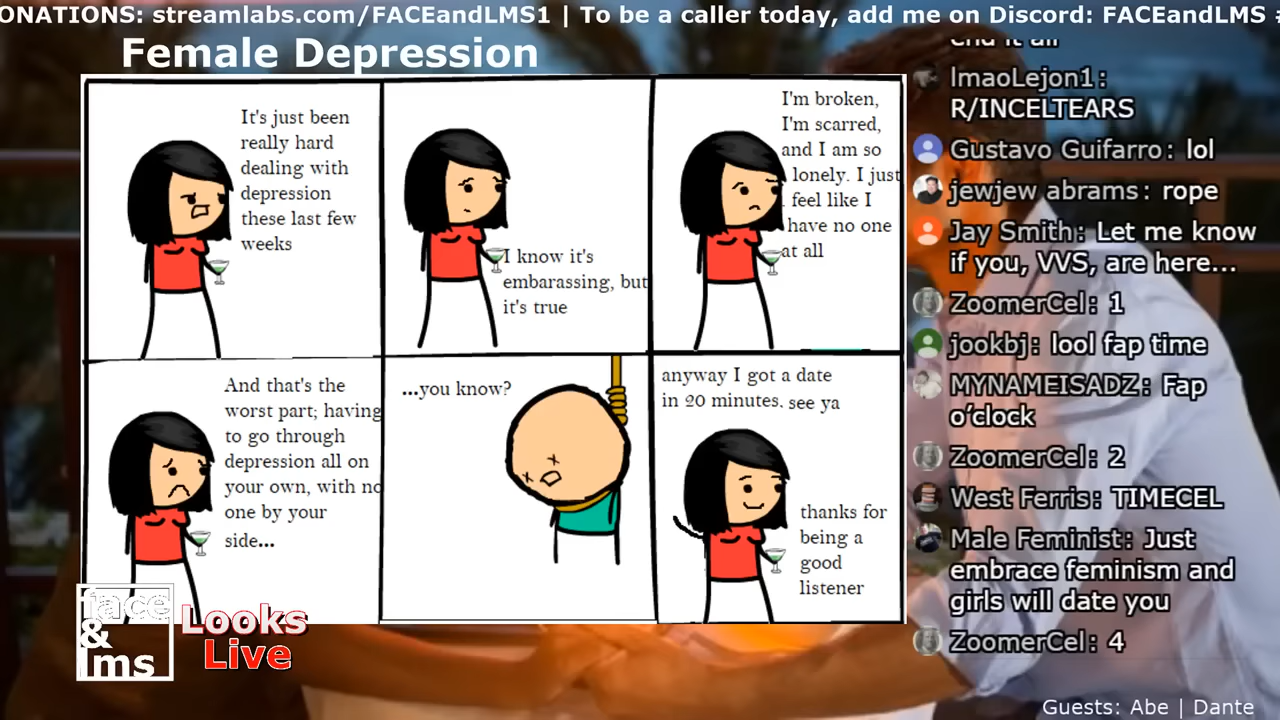 ONATIONS: streamlabs.com/FACEandLMS1 | To be a caller today, add me on Discord: FACEandLMS
Female Depression
It's just been
really hard
dealing with
depression
these last few
weeks
I know it's
embarassing, but
it's true
I'm broken,
I'm scarred,
and I am so
lonely. I just
feel like I
have no one
at all
And that's the
worst part; having
to go through
depression all on
your own, with no
one by your
side...
...you know?
anyway I got a date
in 20 minutes. see ya
thanks for
being a
good
listener
face
&
lms
Looks
Live
end it all
lmaoLejon1:
R/INCELTEARS
Gustavo Guifarro: lol
jewjew abrams: rope
Jay Smith: Let me know
if you, VVS, are here...
ZoomerCel: 1
jookbj: lool fap time
MYNAMEISADZ: Fap
o'clock
ZoomerCel: 2
West Ferris: TIMECEL
Male Feminist: Just
embrace feminism and
girls will date you
ZoomerCel: 4
Guests: Abe | Dante